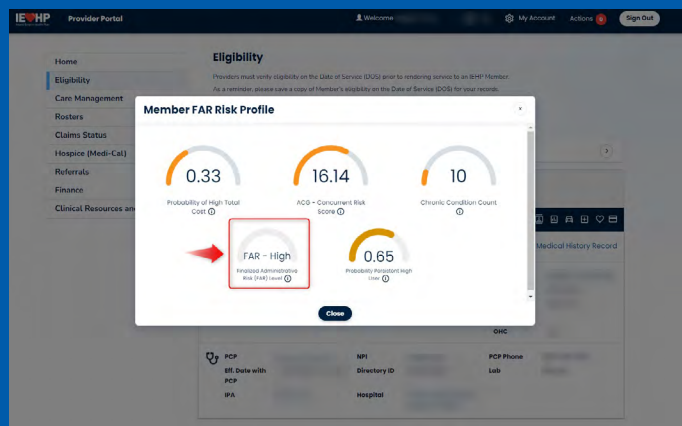 IEHP Provider Portal
Welcome
My Account
Actions
Sign Out
Home
Eligibility
Care Management
Rosters
Claims Status
Hospice (Medi-Cal)
Referrals
Finance
Clinical Resources an
Eligibility
Providers must verify eligibility on the Date of Service (DOS) prior to rendering service to an IEHP Member.
As a reminder, please save a copy of Member's eligibility on the Date of Service (DOS) for your records.
Member FAR Risk Profile
0.33
Probability of High Total
Cost
16.14
ACG - Concurrent Risk
Score
10
Chronic Condition Count
FAR - High
Finalized Administrative
Risk (FAR) Level
0.65
Probability Persistent High
User
Close
Medical History Record
OHC
PCP
NPI
PCP Phone
Eff. Date with
PCP
Directory ID
Lab
IPA
Hospital